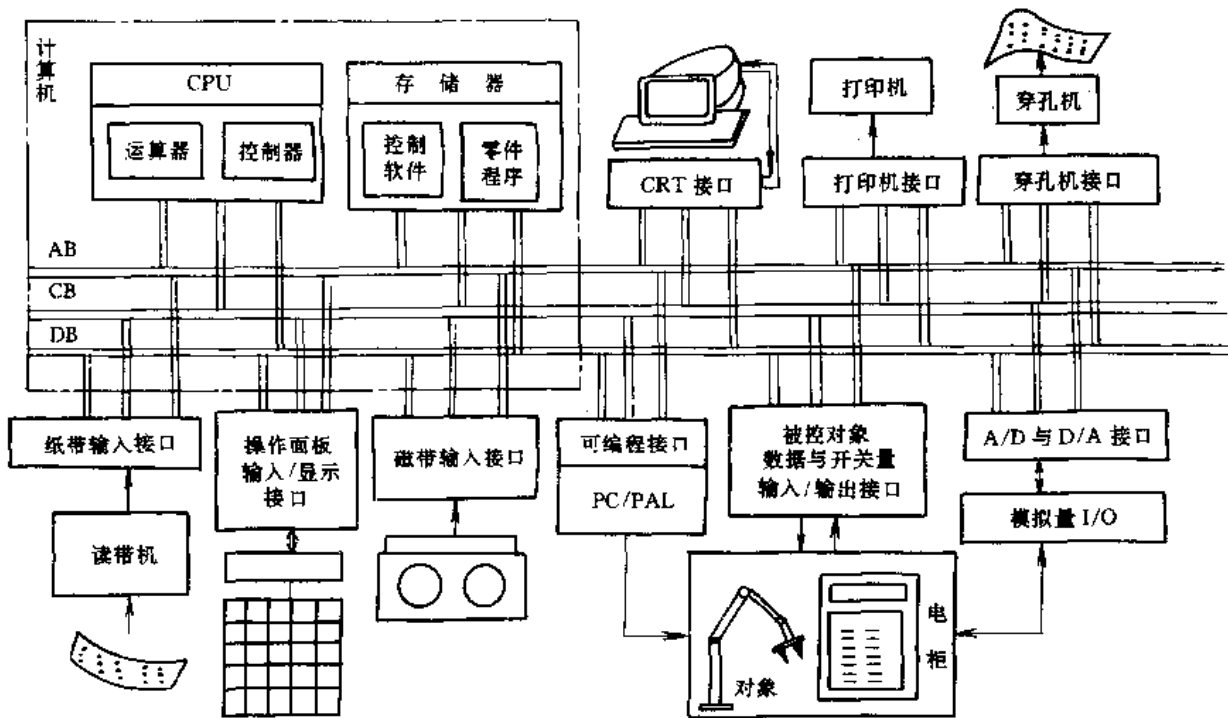 计
算
机
CPU
运算器
控制器
存 储 器
控制
软件
零件
程序
CRT 接口
打印机
打印机接口
穿孔机
穿孔机接口
AB
CB
DB
纸带输入接口
读带机
操作面板
输入/显示
接口
磁带输入接口
可编程接口
PC/PAL
被控对象
数据与开关量
输入/输出接口
A/D 与 D/A 接口
模拟量 I/O
对象
电
柜